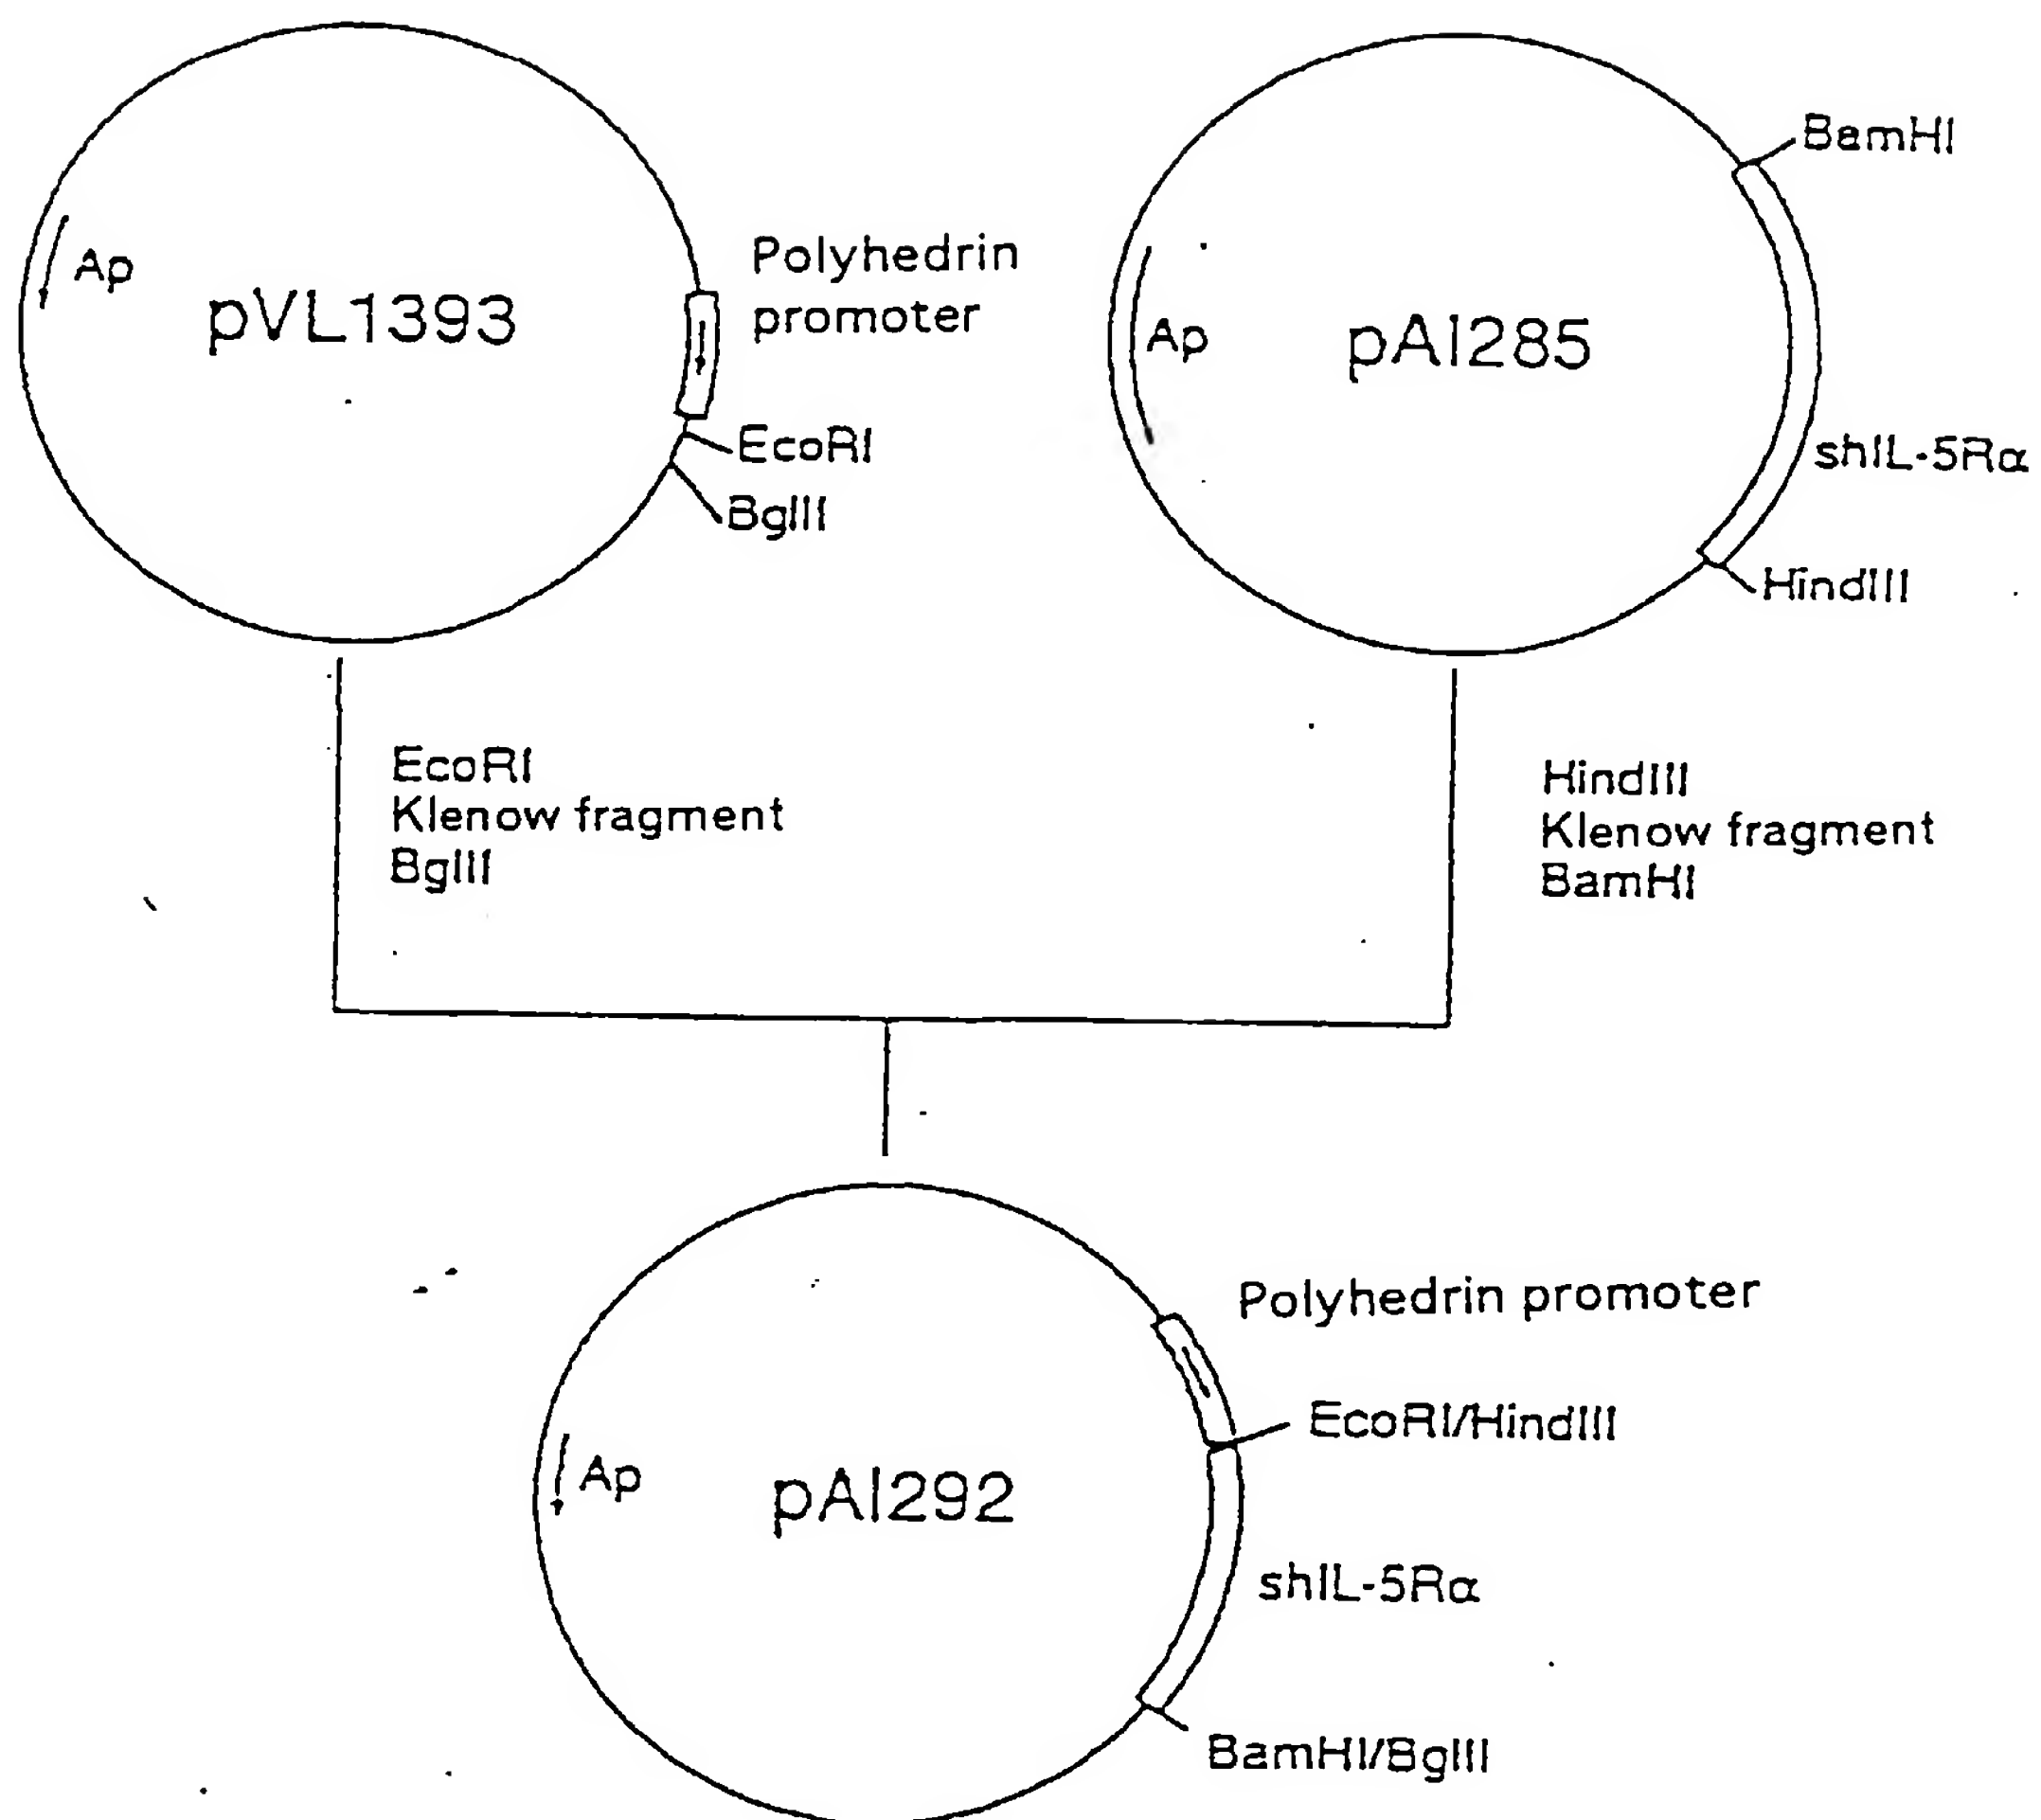 Ap
pVL1393
Polyhedrin
promoter
EcoRI
BglII
BamHI
Ap
pAI285
shIL-5Rα
HindIII
EcoRI
Klenow fragment
BglII
HindIII
Klenow fragment
BamHI
Polyhedrin promoter
EcoRI/HindIII
Ap
pAI292
shIL-5Rα
BamHI/BglII